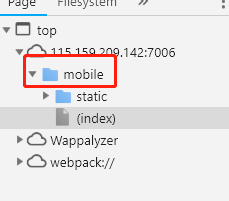 Page
Filesystem
top
115.159.209.142:7006
mobile
static
(index)
Wappalyzer
webpack://